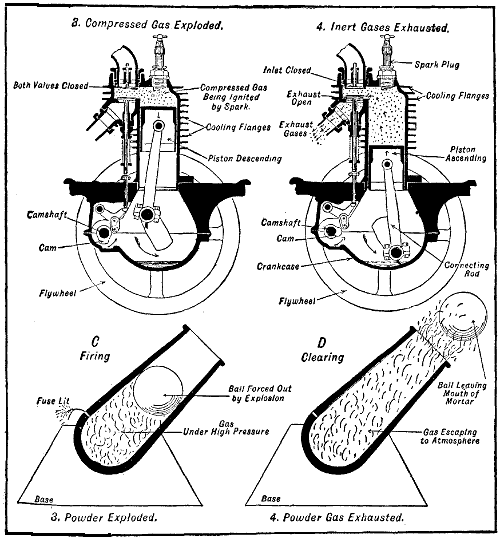 3. Compressed Gas Exploded.
4. Inert Gases Exhausted.
Both Valves Closed
Compressed Gas
Being Ignited
by Spark.
Cooling Flanges
Piston Descending
Camshaft
Cam
Flywheel
Spark Plug
Inlet Closed
Exhaust
Open
Exhaust
Gases
Cooling Flanges
Piston
Ascending
Camshaft
Cam
Crankcase
Connecting
Rod
Flywheel
C
Firing
Fuse Lit
Ball Forced Out
by Explosion
Gas
Under High Pressure
Base
3. Powder Exploded.
D
Clearing
Ball Leaving
Mouth of
Mortar
Gas Escaping
to Atmosphere
Base
4. Powder Gas Exhausted.